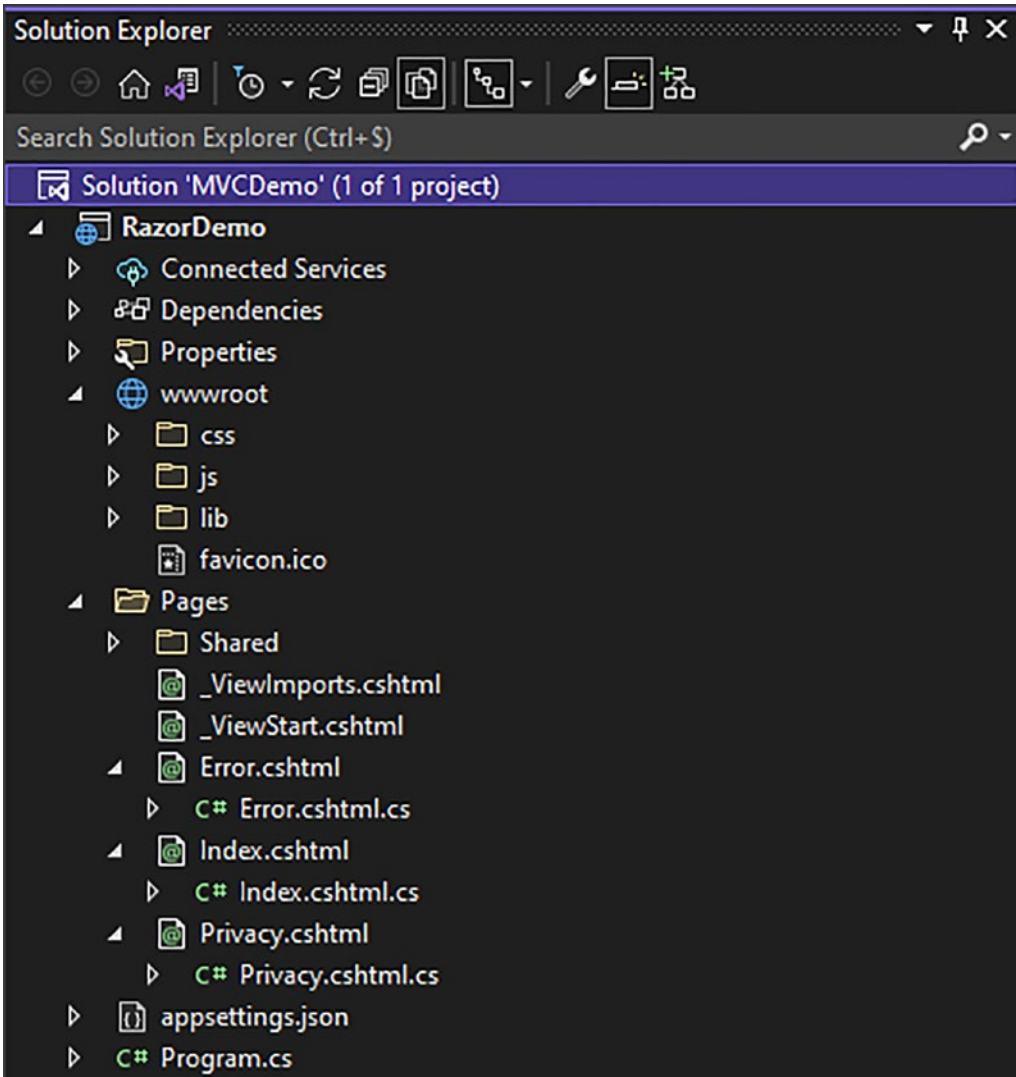 Solution Explorer
Search Solution Explorer (Ctrl+$)
Solution 'MVCDemo' (1 of 1 project)
RazorDemo
Connected Services
Dependencies
Properties
wwwroot
css
js
lib
favicon.ico
Pages
Shared
_ViewImports.cshtml
_ViewStart.cshtml
Error.cshtml
C# Error.cshtml.cs
Index.cshtml
C# Index.cshtml.cs
Privacy.cshtml
C# Privacy.cshtml.cs
appsettings.json
C# Program.cs